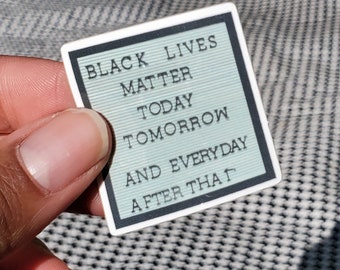 BLACK LIVES
MATTER
TODAY
TOMORROW
AND EVERYDAY
AFTER THAT